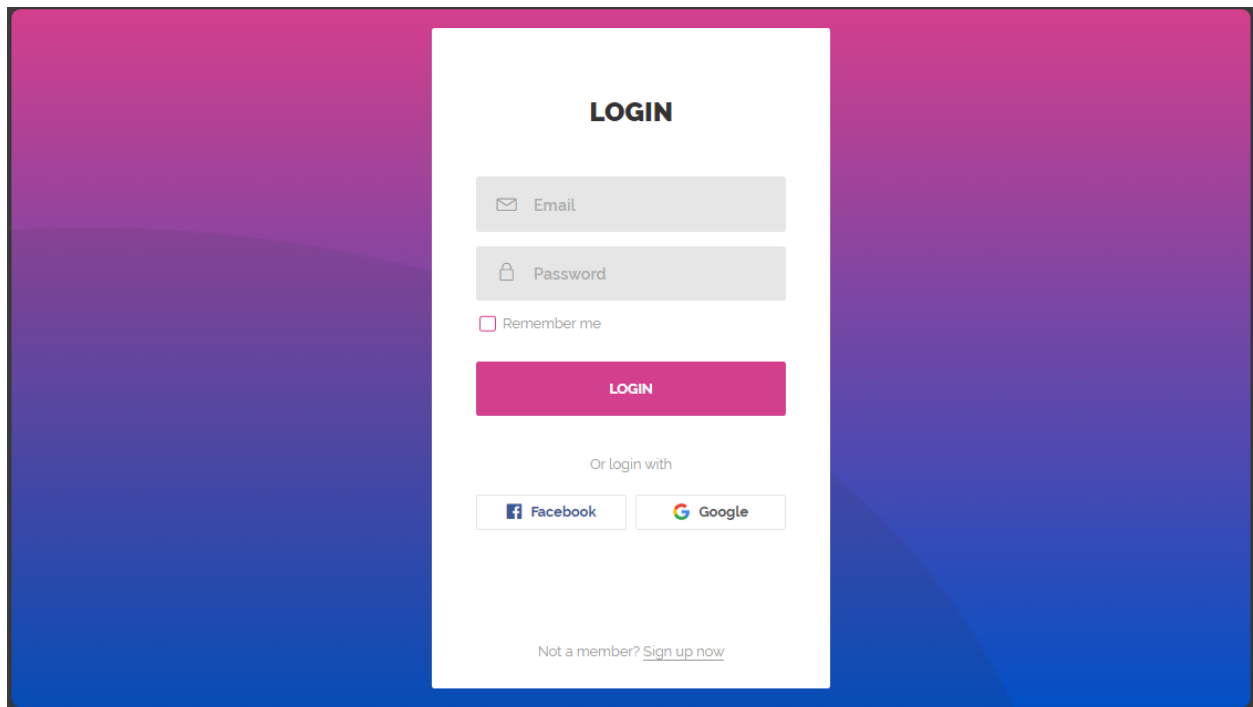 LOGIN
Email
Password
Remember me
LOGIN
Or login with
Facebook
Google
Not a member? Sign up now